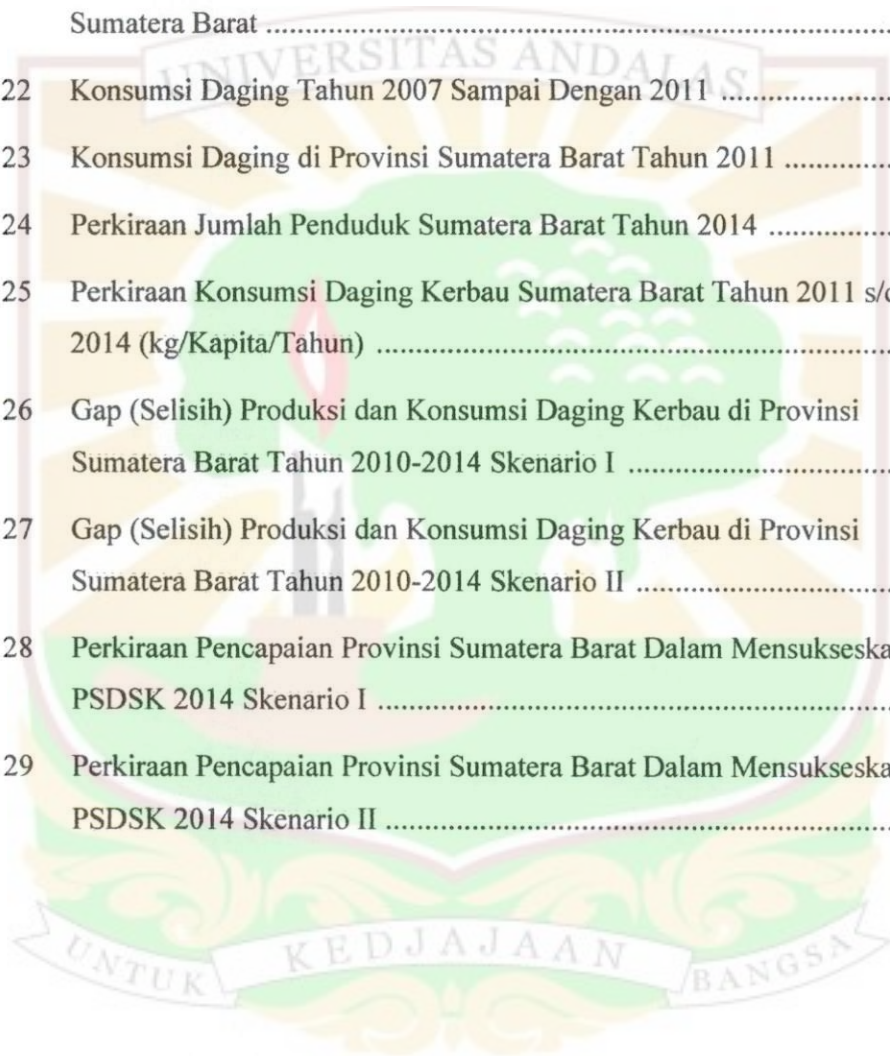 Sumatera Barat ........................................................................
UNIVERSITAS ANDALAS
22 Konsumsi Daging Tahun 2007 Sampai Dengan 2011 ....................
23 Konsumsi Daging di Provinsi Sumatera Barat Tahun 2011 ..............
24 Perkiraan Jumlah Penduduk Sumatera Barat Tahun 2014 ................
25 Perkiraan Konsumsi Daging Kerbau Sumatera Barat Tahun 2011 s/d
2014 (kg/Kapita/Tahun) ............................................................
26 Gap (Selisih) Produksi dan Konsumsi Daging Kerbau di Provinsi
Sumatera Barat Tahun 2010-2014 Skenario I ..............................
27 Gap (Selisih) Produksi dan Konsumsi Daging Kerbau di Provinsi
Sumatera Barat Tahun 2010-2014 Skenario II .............................
28 Perkiraan Pencapaian Provinsi Sumatera Barat Dalam Mensukseska
PSDSK 2014 Skenario I ............................................................
29 Perkiraan Pencapaian Provinsi Sumatera Barat Dalam Mensukseska
PSDSK 2014 Skenario II ...........................................................
UNTUK KEDJAJAAN BANGSA